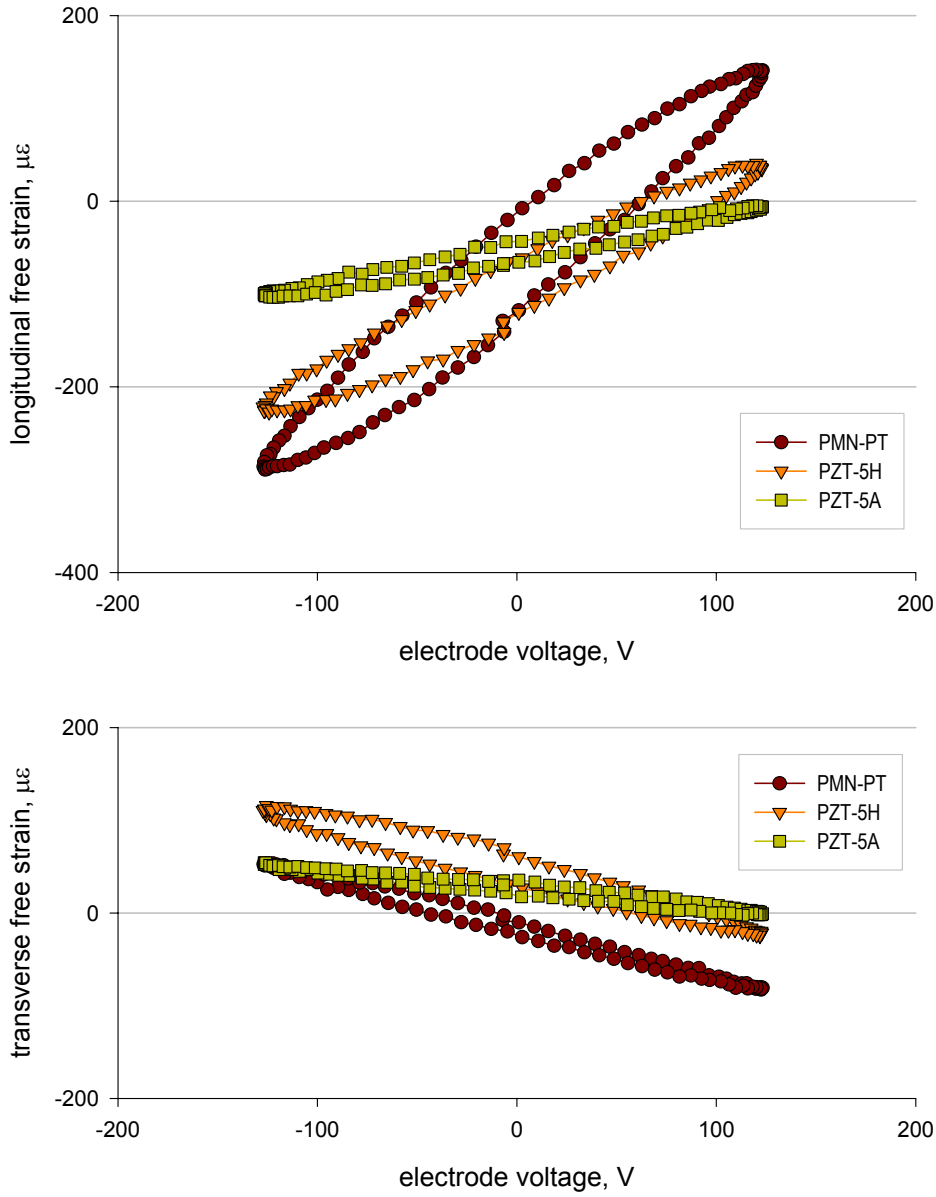 200
0
-200
-400
longitudinal free strain, με
PMN-PT
PZT-5H
PZT-5A
-200
-100
0
100
200
electrode voltage, V
200
0
-200
transverse free strain, με
PMN-PT
PZT-5H
PZT-5A
-200
-100
0
100
200
electrode voltage, V